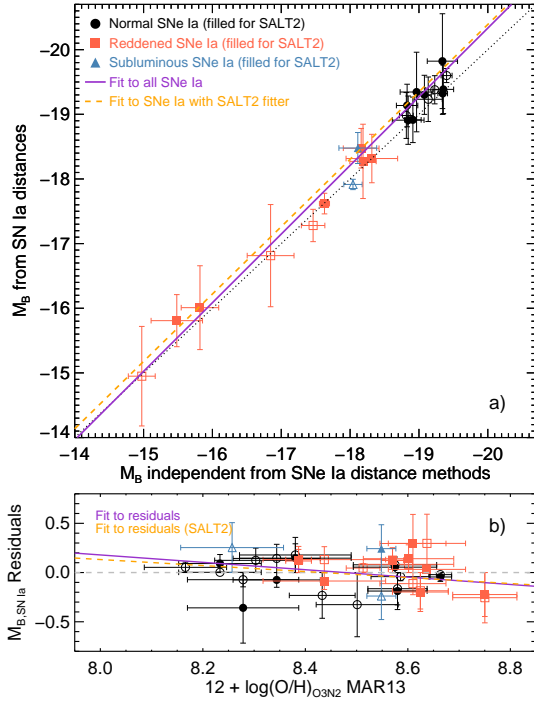 Normal SNe Ia (filled for SALT2)
Reddened SNe Ia (filled for SALT2)
Subluminous SNe Ia (filled for SALT2)
Fit to all SNe Ia
Fit to SNe Ia with SALT2 fitter
-20
-19
-18
-17
-16
-15
-14
M_B from SN Ia distances
a)
-14 -15 -16 -17 -18 -19 -20
M_B independent from SNe Ia distance methods
Fit to residuals
Fit to residuals (SALT2)
b)
0.5
0.0
-0.5
M_B,SN Ia Residuals
8.0 8.2 8.4 8.6 8.8
12 + log(O/H)_O3N2 MAR13